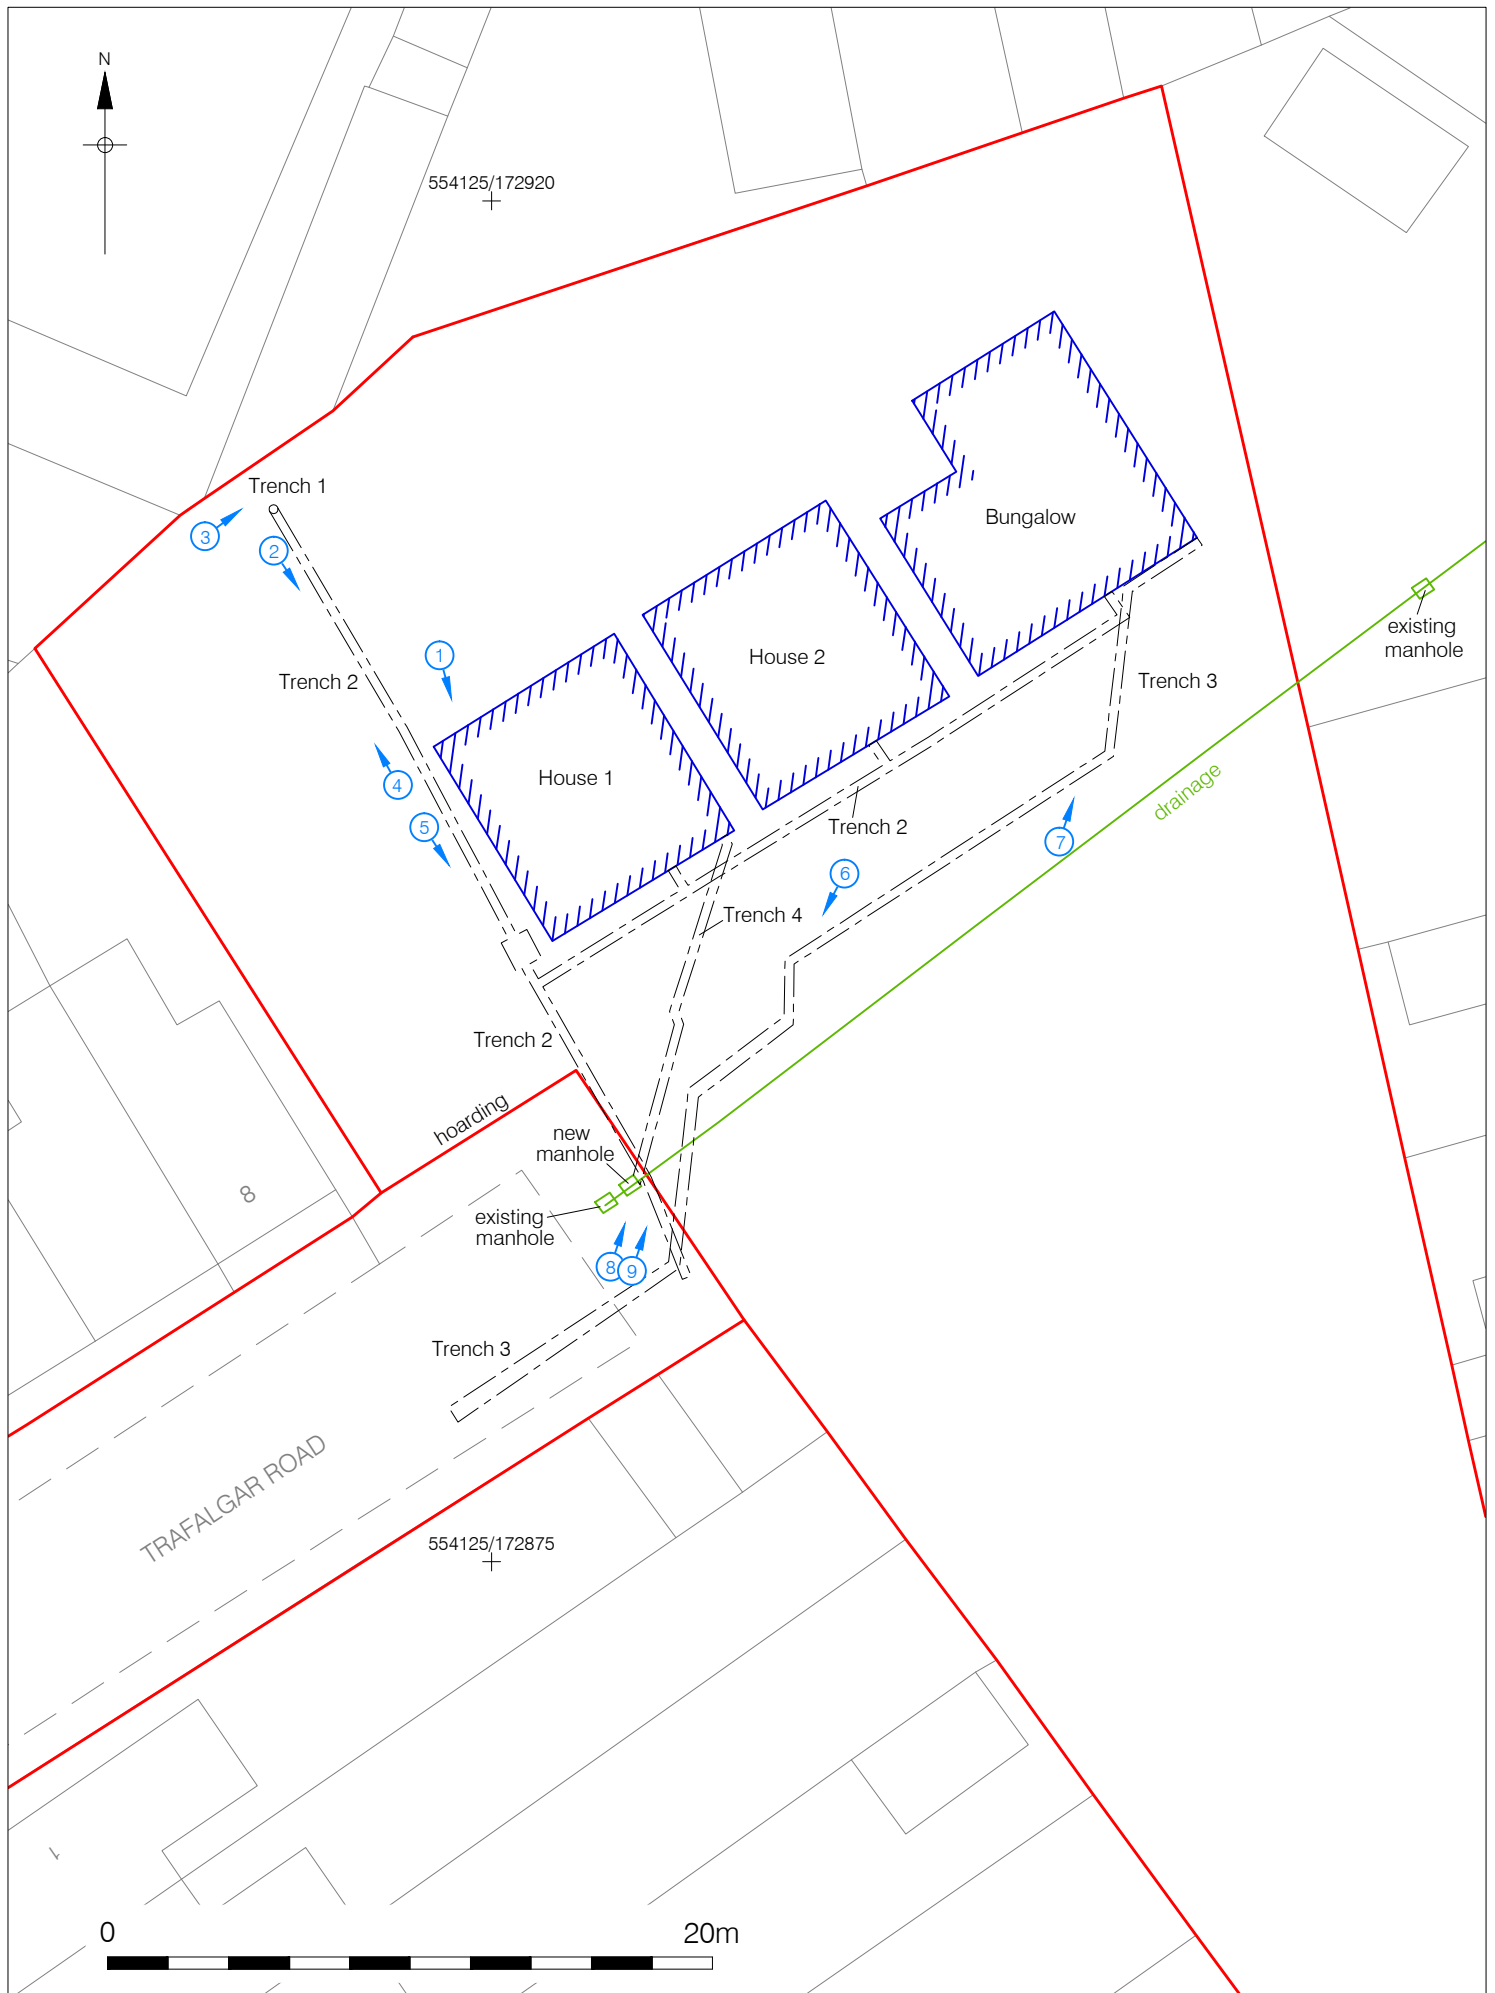 N
554125/172920
Trench 1
3
2
Bungalow
existing
manhole
1
House 2
Trench 2
Trench 3
House 1
4
drainage
5
Trench 2
7
6
Trench 4
Trench 2
hoarding
new
manhole
8
existing
manhole
8
9
Trench 3
TRAFALGAR ROAD
554125/172875
1
0
20m